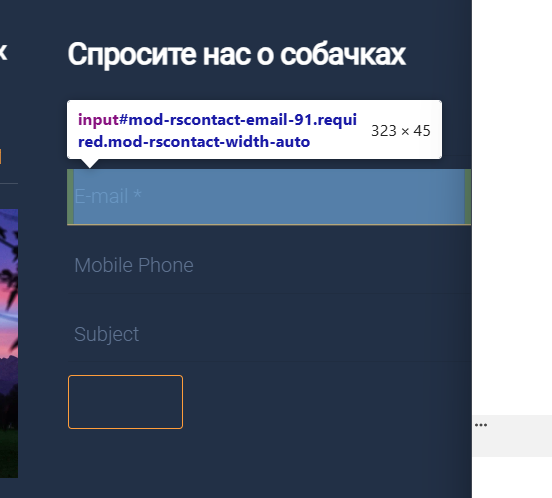 х
Спросите нас о собачках
input#mod-rscontact-email-91.requi
red.mod-rscontact-width-auto
323 × 45
E-mail *
Mobile Phone
Subject
...